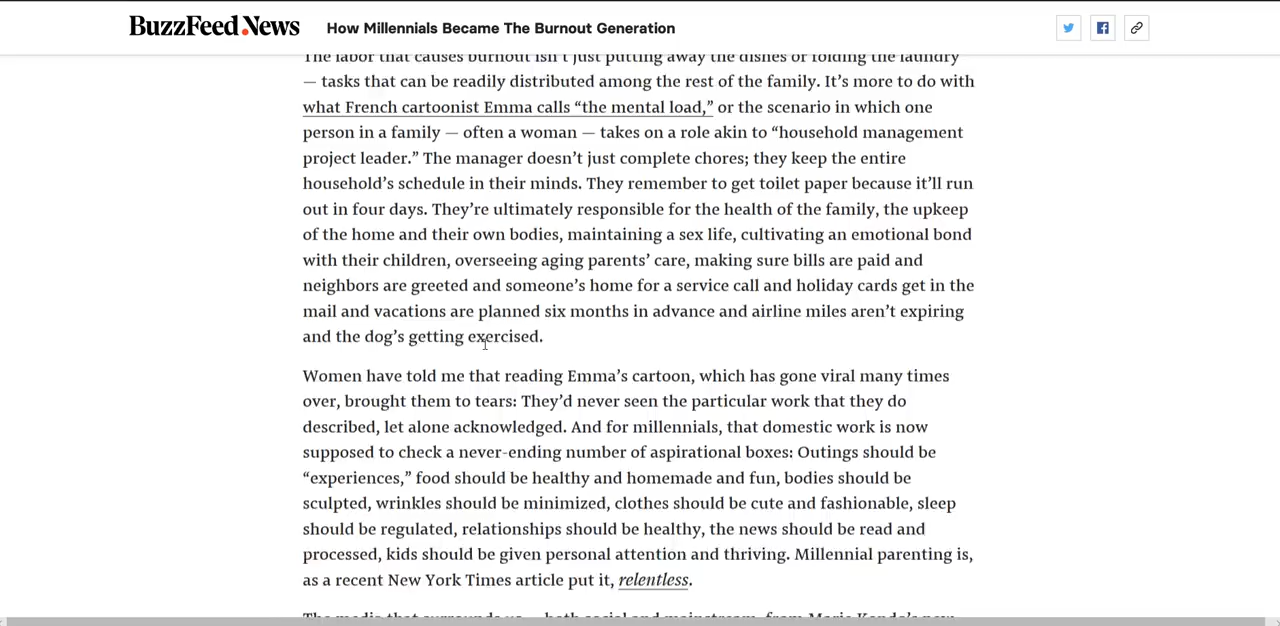 BuzzFeed News
How Millennials Became The Burnout Generation
The labor that causes burnout isn’t just putting away the dishes or folding the laundry
— tasks that can be readily distributed among the rest of the family. It’s more to do with
what French cartoonist Emma calls “the mental load,” or the scenario in which one
person in a family — often a woman — takes on a role akin to “household management
project leader.” The manager doesn’t just complete chores; they keep the entire
household’s schedule in their minds. They remember to get toilet paper because it’ll run
out in four days. They’re ultimately responsible for the health of the family, the upkeep
of the home and their own bodies, maintaining a sex life, cultivating an emotional bond
with their children, overseeing aging parents’ care, making sure bills are paid and
neighbors are greeted and someone’s home for a service call and holiday cards get in the
mail and vacations are planned six months in advance and airline miles aren’t expiring
and the dog’s getting exercised.
Women have told me that reading Emma’s cartoon, which has gone viral many times
over, brought them to tears: They’d never seen the particular work that they do
described, let alone acknowledged. And for millennials, that domestic work is now
supposed to check a never-ending number of aspirational boxes: Outings should be
“experiences,” food should be healthy and homemade and fun, bodies should be
sculpted, wrinkles should be minimized, clothes should be cute and fashionable, sleep
should be regulated, relationships should be healthy, the news should be read and
processed, kids should be given personal attention and thriving. Millennial parenting is,
as a recent New York Times article put it, relentless.
The media that surrounds us — both social and mainstream, from Marie Kondo’s new